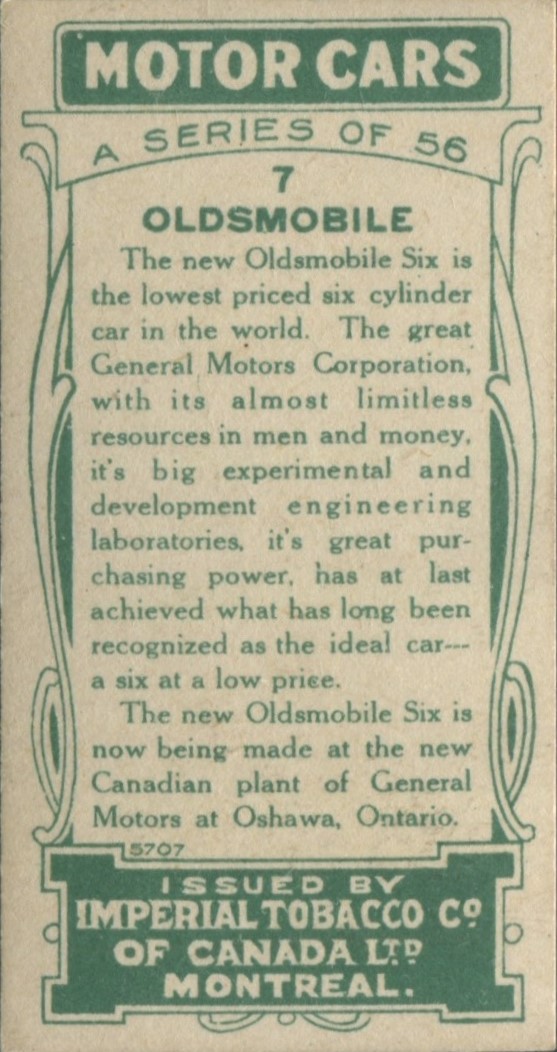 MOTOR CARS
A SERIES OF 56
7
OLDSMOBILE
The new Oldsmobile Six is
the lowest priced six cylinder
car in the world. The great
General Motors Corporation,
with its almost limitless
resources in men and money,
it's big experimental and
development engineering
laboratories, it's great pur-
chasing power, has at last
achieved what has long been
recognized as the ideal car---
a six at a low price.
The new Oldsmobile Six is
now being made at the new
Canadian plant of General
Motors at Oshawa, Ontario.
5707
ISSUED BY
IMPERIAL TOBACCO Co.
OF CANADA LTD.
MONTREAL.